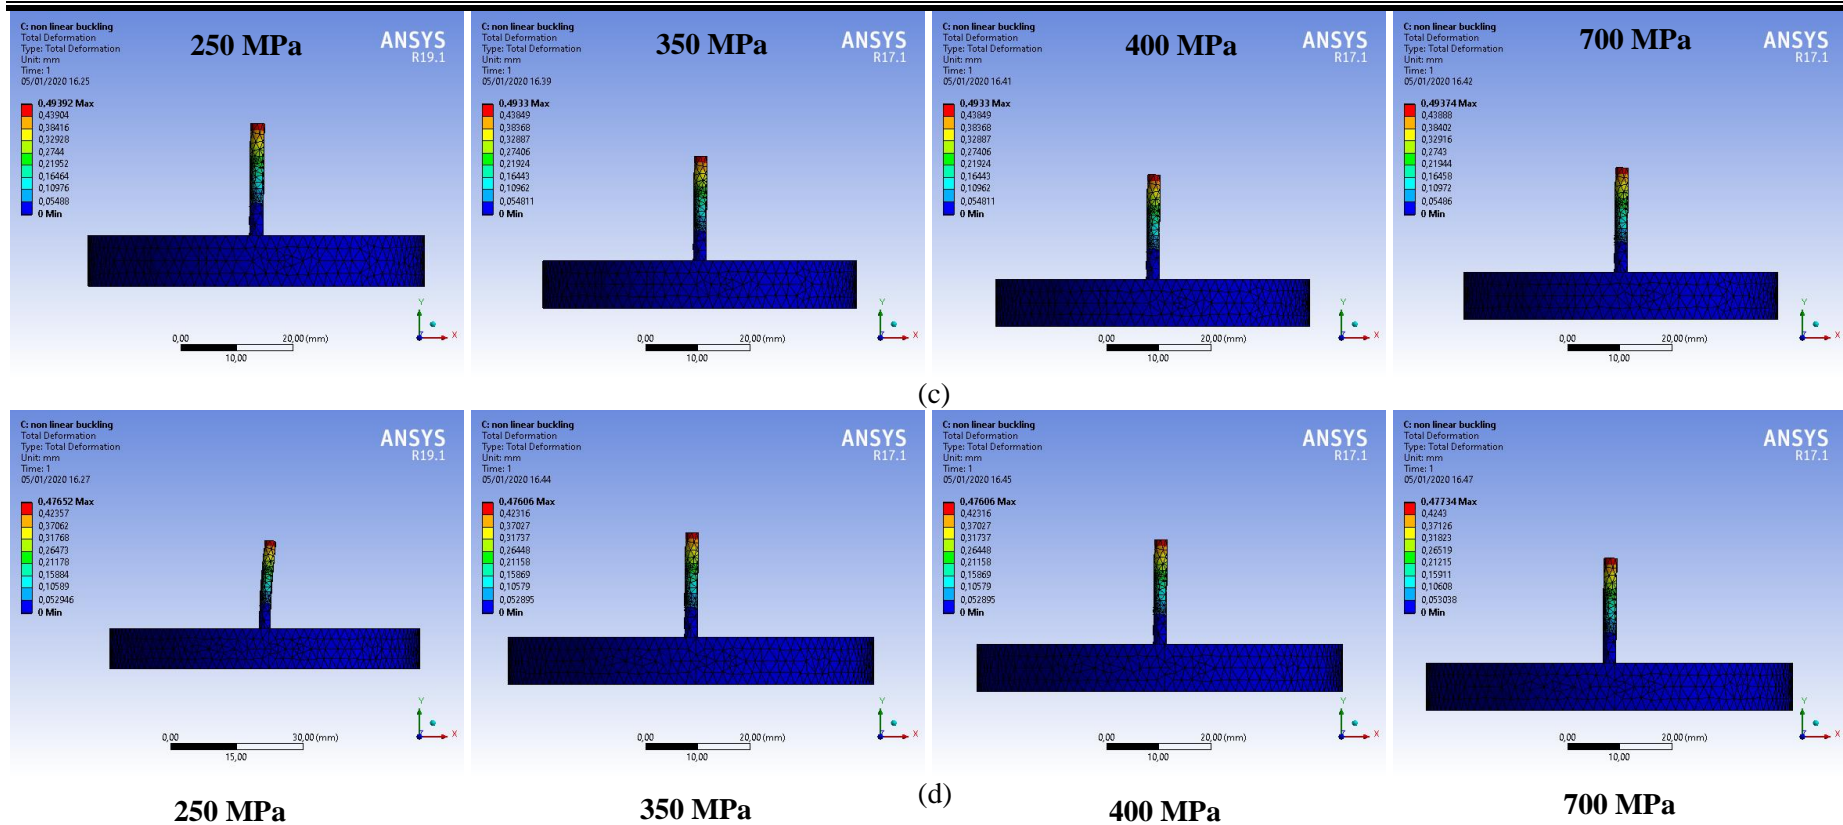 C: non linear buckling
Total Deformation
Type: Total Deformation
Unit: mm
Time: 1
05/01/2020 16.25
250 MPa
ANSYS
R19.1
0,49392 Max
0,43904
0,38416
0,32928
0,2744
0,21952
0,16464
0,10976
0,05488
0 Min
Y
X
0,00
20,00 (mm)
10,00
C: non linear buckling
Total Deformation
Type: Total Deformation
Unit: mm
Time: 1
05/01/2020 16.39
350 MPa
ANSYS
R17.1
0,4933 Max
0,43849
0,38368
0,32887
0,27406
0,21924
0,16443
0,10962
0,054811
0 Min
Y
X
0,00
20,00 (mm)
10,00
C: non linear buckling
Total Deformation
Type: Total Deformation
Unit: mm
Time: 1
05/01/2020 16.41
400 MPa
ANSYS
R17.1
0,4933 Max
0,43849
0,38368
0,32887
0,27406
0,21924
0,16443
0,10962
0,054811
0 Min
Y
X
0,00
20,00 (mm)
10,00
C: non linear buckling
Total Deformation
Type: Total Deformation
Unit: mm
Time: 1
05/01/2020 16.42
700 MPa
ANSYS
R17.1
0,49374 Max
0,43888
0,38402
0,32916
0,2743
0,21944
0,16458
0,10972
0,05486
0 Min
Y
X
0,00
20,00 (mm)
10,00
(c)
C: non linear buckling
Total Deformation
Type: Total Deformation
Unit: mm
Time: 1
05/01/2020 16.27
ANSYS
R19.1
0,47652 Max
0,42357
0,37062
0,31768
0,26473
0,21178
0,15884
0,10589
0,052946
0 Min
Y
X
0,00
30,00 (mm)
15,00
C: non linear buckling
Total Deformation
Type: Total Deformation
Unit: mm
Time: 1
05/01/2020 16.44
ANSYS
R17.1
0,47606 Max
0,42316
0,37027
0,31737
0,26448
0,21158
0,15869
0,10579
0,052895
0 Min
Y
X
0,00
20,00 (mm)
10,00
C: non linear buckling
Total Deformation
Type: Total Deformation
Unit: mm
Time: 1
05/01/2020 16.45
ANSYS
R17.1
0,47606 Max
0,42316
0,37027
0,31737
0,26448
0,21158
0,15869
0,10579
0,052895
0 Min
Y
X
0,00
20,00 (mm)
10,00
C: non linear buckling
Total Deformation
Type: Total Deformation
Unit: mm
Time: 1
05/01/2020 16.47
ANSYS
R17.1
0,47734 Max
0,4243
0,37126
0,31823
0,26519
0,21215
0,15911
0,10608
0,053038
0 Min
Y
X
0,00
20,00 (mm)
10,00
(d)
250 MPa
350 MPa
400 MPa
700 MPa